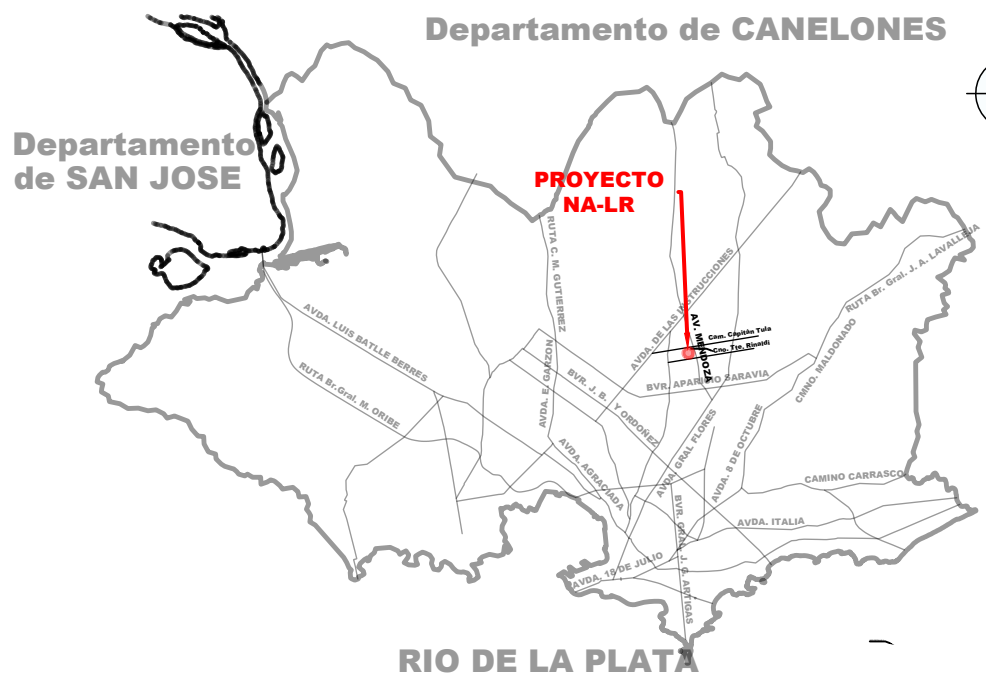 Departamento de CANELONES
Departamento
de SAN JOSE
PROYECTO
NA-LR
RUTA C. M. GUTIERREZ
AVDA. DE LAS INSTRUCCIONES
RUTA Br. Gral. J. A. LAVALLEJA
AVDA. LUIS BATLLE BERRES
AV. MENDOZA
Cam. Capitán Tula
Cno. Tte. Rinaldi
CMNO. MALDONADO
RUTA Br.Gral. M. ORIBE
AVDA. E. GARZON
BVR. J. B. Y ORDOÑEZ
BVR. APARICIO SARAVIA
AVDA. GRAL FLORES
AVDA. 8 DE OCTUBRE
AVDA. AGRACIADA
CAMINO CARRASCO
BVR. GRAL. J. G. ARTIGAS
AVDA. ITALIA
AVDA. 18 DE JULIO
RIO DE LA PLATA